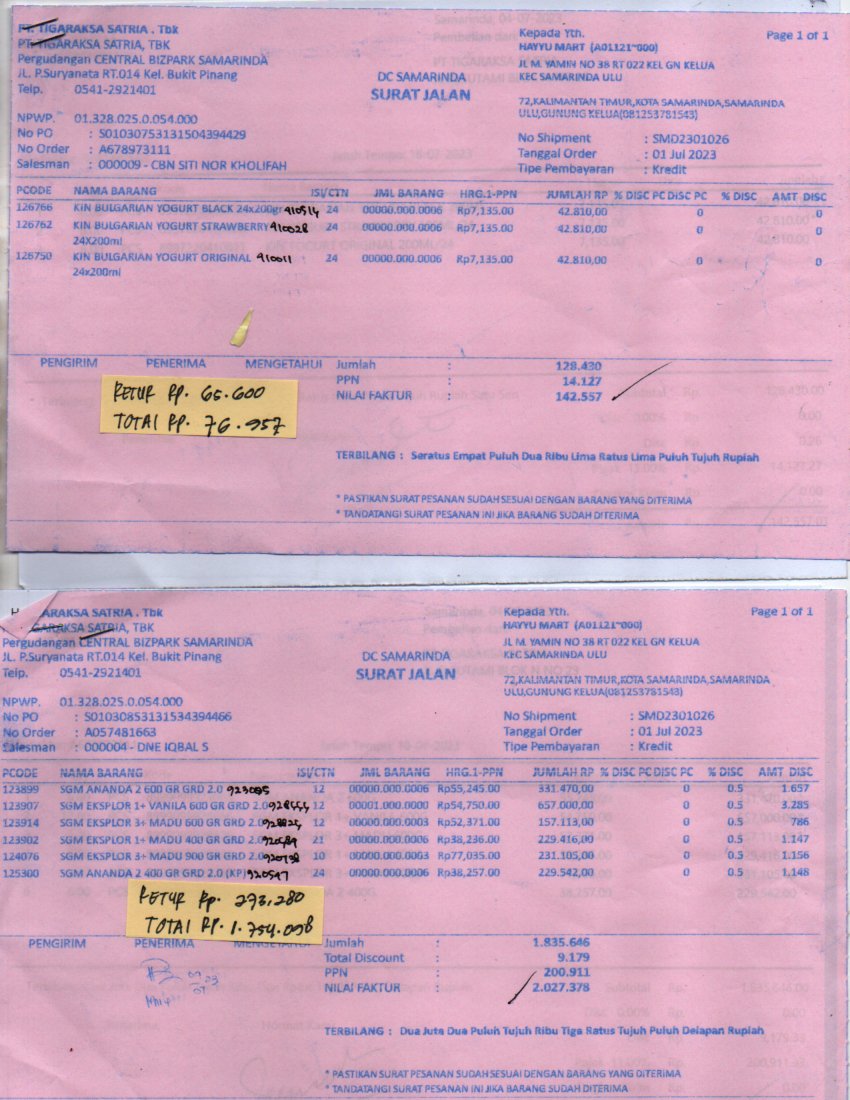 PT. TIGARAKSA SATRIA . Tbk
PT. TIGARAKSA SATRIA, TBK
Pergudangan CENTRAL BIZPARK SAMARINDA
JL. P.Suryanata RT.014 Kel. Bukit Pinang
Telp. 0541-2921401
DC SAMARINDA
SURAT JALAN
Kepada Yth.
HAYYU MART (A01121~000)
JL M. YAMIN NO 38 RT 022 KEL GN KELUA
KEC SAMARINDA ULU
72,KALIMANTAN TIMUR,KOTA SAMARINDA,SAMARINDA
ULU,GUNUNG KELUA(081253781543)
Page 1 of 1
NPWP. 01.328.025.0.054.000
No PO : S01030753131504394429
No Order : A678973111
Salesman : 000009 - CBN SITI NOR KHOLIFAH
No Shipment : SMD2301026
Tanggal Order : 01 Jul 2023
Tipe Pembayaran : Kredit
PCODE NAMA BARANG ISI/CTN JML BARANG HRG.1-PPN JUMLAH RP % DISC PC DISC PC % DISC AMT DISC
126766 KIN BULGARIAN YOGURT BLACK 24x200gr 410514 24 00000.000.0006 Rp7,135.00 42.810,00 0 0
126762 KIN BULGARIAN YOGURT STRAWBERRY 410028 24 00000.000.0006 Rp7,135.00 42.810,00 0 0
24X200ml
126750 KIN BULGARIAN YOGURT ORIGINAL 410011 24 00000.000.0006 Rp7,135.00 42.810,00 0 0
24x200ml
PENGIRIM PENERIMA MENGETAHUI
Jumlah : 128.430
PPN : 14.127
NILAI FAKTUR : 142.557
RETUR RP. 65.600
TOTAL RP. 76.957
TERBILANG : Seratus Empat Puluh Dua Ribu Lima Ratus Lima Puluh Tujuh Rupiah
* PASTIKAN SURAT PESANAN SUDAH SESUAI DENGAN BARANG YANG DITERIMA
* TANDATANGI SURAT PESANAN INI JIKA BARANG SUDAH DITERIMA
ARAKSA SATRIA . Tbk
GARAKSA SATRIA, TBK
Pergudangan CENTRAL BIZPARK SAMARINDA
JL. P.Suryanata RT.014 Kel. Bukit Pinang
Telp. 0541-2921401
DC SAMARINDA
SURAT JALAN
Kepada Yth.
HAYYU MART (A01121~000)
JL M. YAMIN NO 38 RT 022 KEL GN KELUA
KEC SAMARINDA ULU
72,KALIMANTAN TIMUR,KOTA SAMARINDA,SAMARINDA
ULU,GUNUNG KELUA(081253781543)
Page 1 of 1
NPWP. 01.328.025.0.054.000
No PO : S01030853131534394466
No Order : A057481663
Salesman : 000004 - DNE IQBAL S
No Shipment : SMD2301026
Tanggal Order : 01 Jul 2023
Tipe Pembayaran : Kredit
PCODE NAMA BARANG ISI/CTN JML BARANG HRG.1-PPN JUMLAH RP % DISC PC DISC PC % DISC AMT DISC
123899 SGM ANANDA 2 600 GR GRD 2.0 12 00000.000.0006 Rp55,245.00 331.470,00 0 0.5 1.657
123907 SGM EKSPLOR 1+ VANILA 600 GR GRD 2.0 12 00001.000.0000 Rp54,750.00 657.000,00 0 0.5 3.285
123914 SGM EKSPLOR 3+ MADU 600 GR GRD 2.0 12 00000.000.0003 Rp52,371.00 157.113,00 0 0.5 786
123902 SGM EKSPLOR 1+ MADU 400 GR GRD 2.0 21 00000.000.0006 Rp38,236.00 229.416,00 0 0.5 1.147
124076 SGM EKSPLOR 3+ MADU 900 GR GRD 2.0 10 00000.000.0003 Rp77,035.00 231.105,00 0 0.5 1.156
125300 SGM ANANDA 2 400 GR GRD 2.0 (KP) 920547 24 00000.000.0006 Rp38,257.00 229.542,00 0 0.5 1.148
RETUR Rp. 273.280
TOTAL RP. 1.754.098
PENGIRIM PENERIMA MENGETAHUI
Jumlah : 1.835.646
Total Discount : 9.179
PPN : 200.911
NILAI FAKTUR : 2.027.378
TERBILANG : Dua Juta Dua Puluh Tujuh Ribu Tiga Ratus Tujuh Puluh Delapan Rupiah
* PASTIKAN SURAT PESANAN SUDAH SESUAI DENGAN BARANG YANG DITERIMA
* TANDATANGI SURAT PESANAN INI JIKA BARANG SUDAH DITERIMA